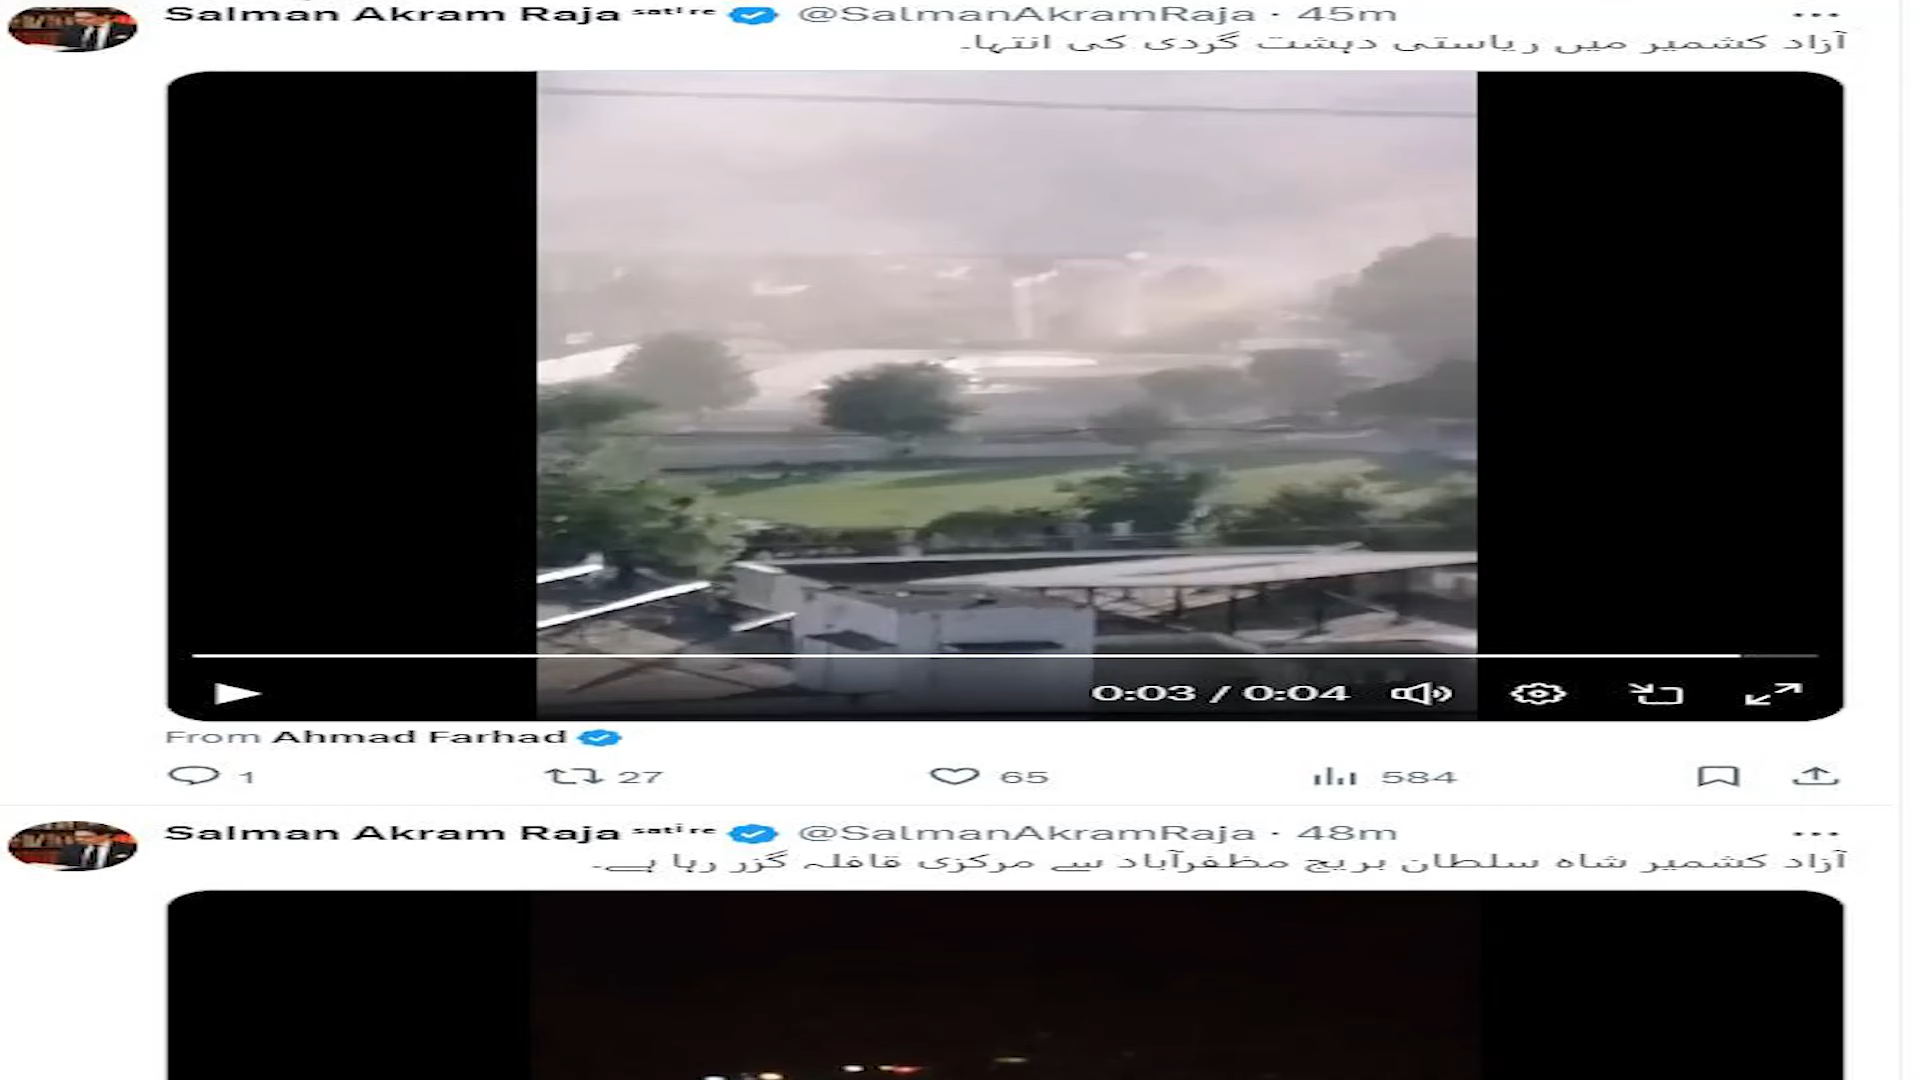 Salman Akram Raja ˢᵃᵗⁱʳᵉ @SalmanAkramRaja · 45m
آزاد کشمیر میں ریاستی دہشت گردی کی انتہا۔
0:03 / 0:04
From Ahmad Farhad
1 27 65 584
Salman Akram Raja ˢᵃᵗⁱʳᵉ @SalmanAkramRaja · 48m
آزاد کشمیر شاہ سلطان بریج مظفرآباد سے مرکزی قافلہ گزر رہا ہے۔